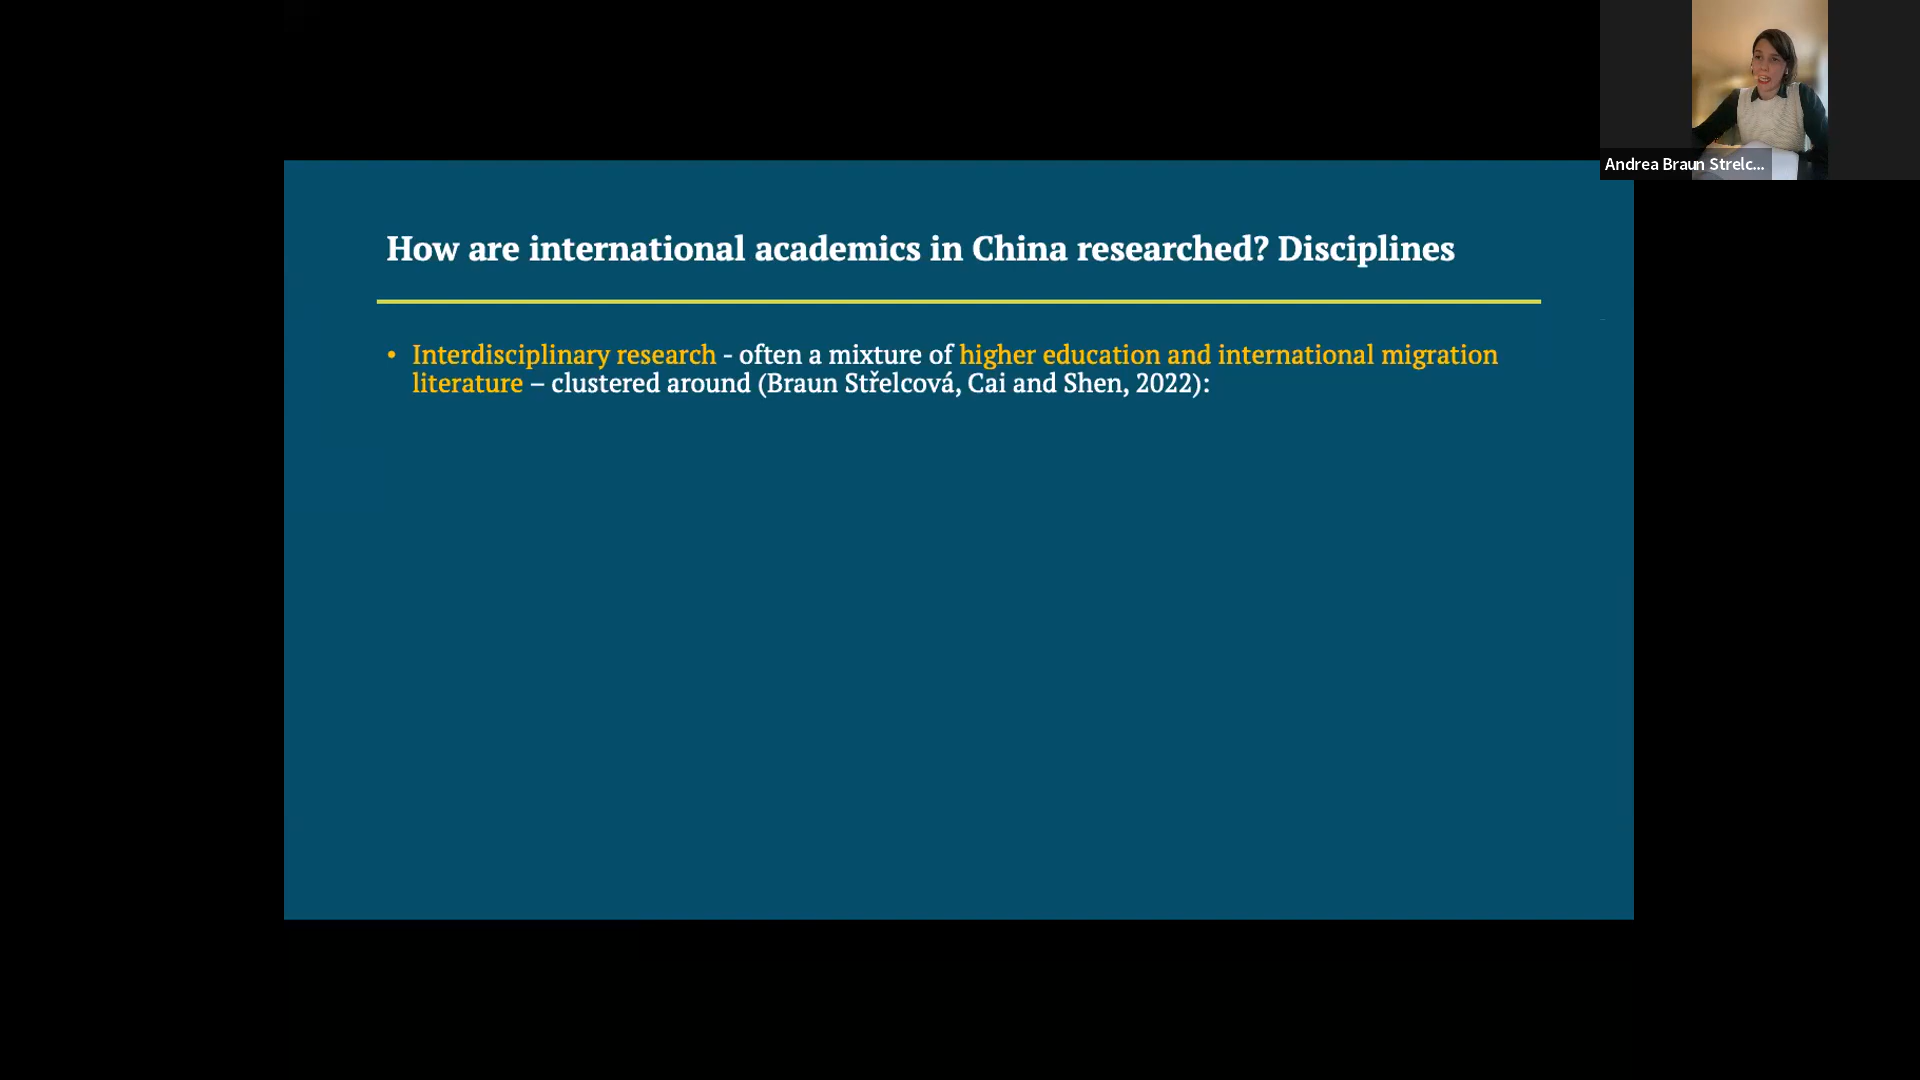 Andrea Braun Strelc...
How are international academics in China researched? Disciplines
• Interdisciplinary research - often a mixture of higher education and international migration
literature – clustered around (Braun Střelcová, Cai and Shen, 2022):